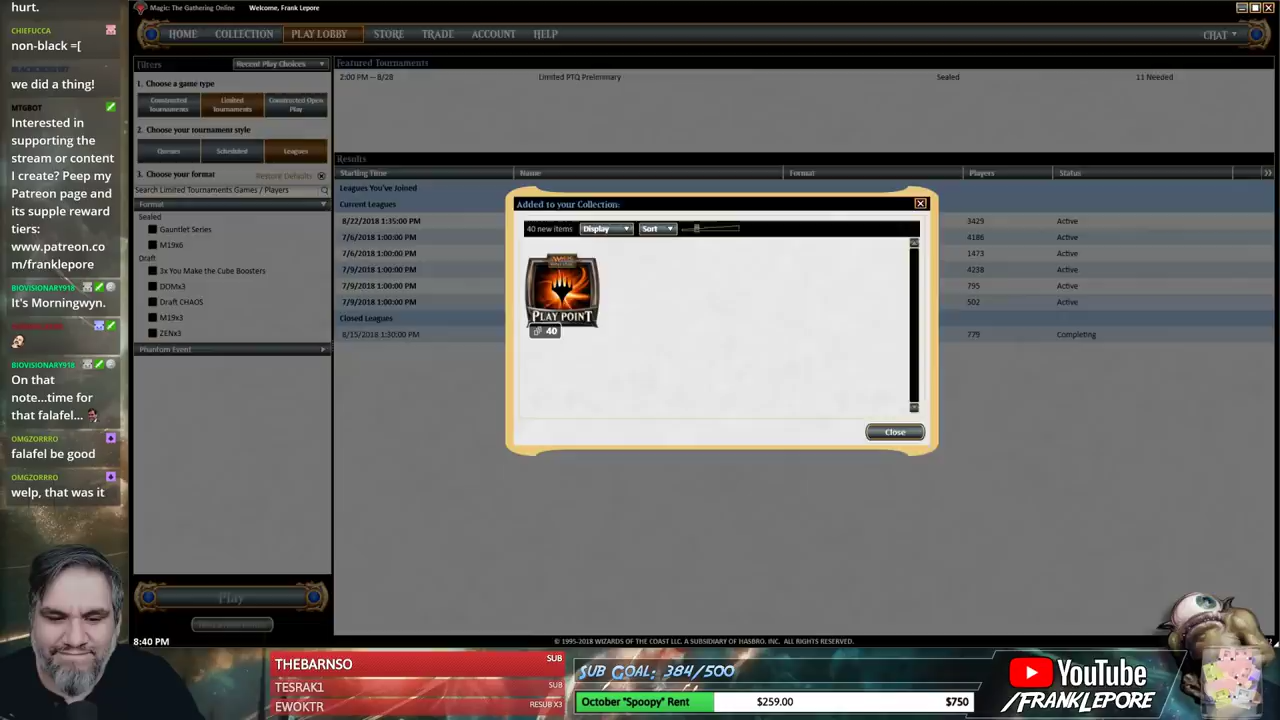 hurt.
CHIEFUCCA
non-black =[
we did a thing!
MTGBOT
Interested in
supporting the
stream or content
I create? Peep my
Patreon page and
its supple reward
tiers:
www.patreon.co
m/franklepore
BIOVISIONARY918
It's Morningwyn.
BIOVISIONARY918
On that
note...time for
that falafel...
OMGZORRO
falafel be good
OMGZORRO
welp, that was it
Magic: The Gathering Online Welcome, Frank Lepore
HOME COLLECTION PLAY LOBBY STORE TRADE ACCOUNT HELP CHAT
Filters Recent Play Choices
1. Choose a game type
Constructed Tournaments Limited Tournaments Constructed Open Play
2. Choose your tournament style
Queues Scheduled Leagues
3. Choose your format Restore Defaults
Search Limited Tournaments Games / Players
Format
Sealed
Gauntlet Series
M19x6
Draft
3x You Make the Cube Boosters
DOMx3
Draft CHAOS
M19x3
ZENx3
Phantom Event
Play
8:40 PM
Featured Tournaments
2:00 PM -- 8/28 Limited PTQ Preliminary Sealed 11 Needed
Results
Starting Time Name Format Players Status
Leagues You've Joined
Current Leagues
8/22/2018 1:35:00 PM 3429 Active
7/6/2018 1:00:00 PM 4186 Active
7/6/2018 1:00:00 PM 1473 Active
7/9/2018 1:00:00 PM 4238 Active
7/9/2018 1:00:00 PM 795 Active
7/9/2018 1:00:00 PM 502 Active
Closed Leagues
8/15/2018 1:30:00 PM 779 Completing
Added to your Collection:
40 new items Display Sort
PLAY POINT
40
Close
© 1995-2018 WIZARDS OF THE COAST LLC, A SUBSIDIARY OF HASBRO, INC. ALL RIGHTS RESERVED.
THEBARNSO SUB
TESRAK1 SUB
EWOKTR RESUB X3
SUB GOAL: 384/500
October "Spoopy" Rent $259.00 $750
YouTube
/FRANKLEPORE